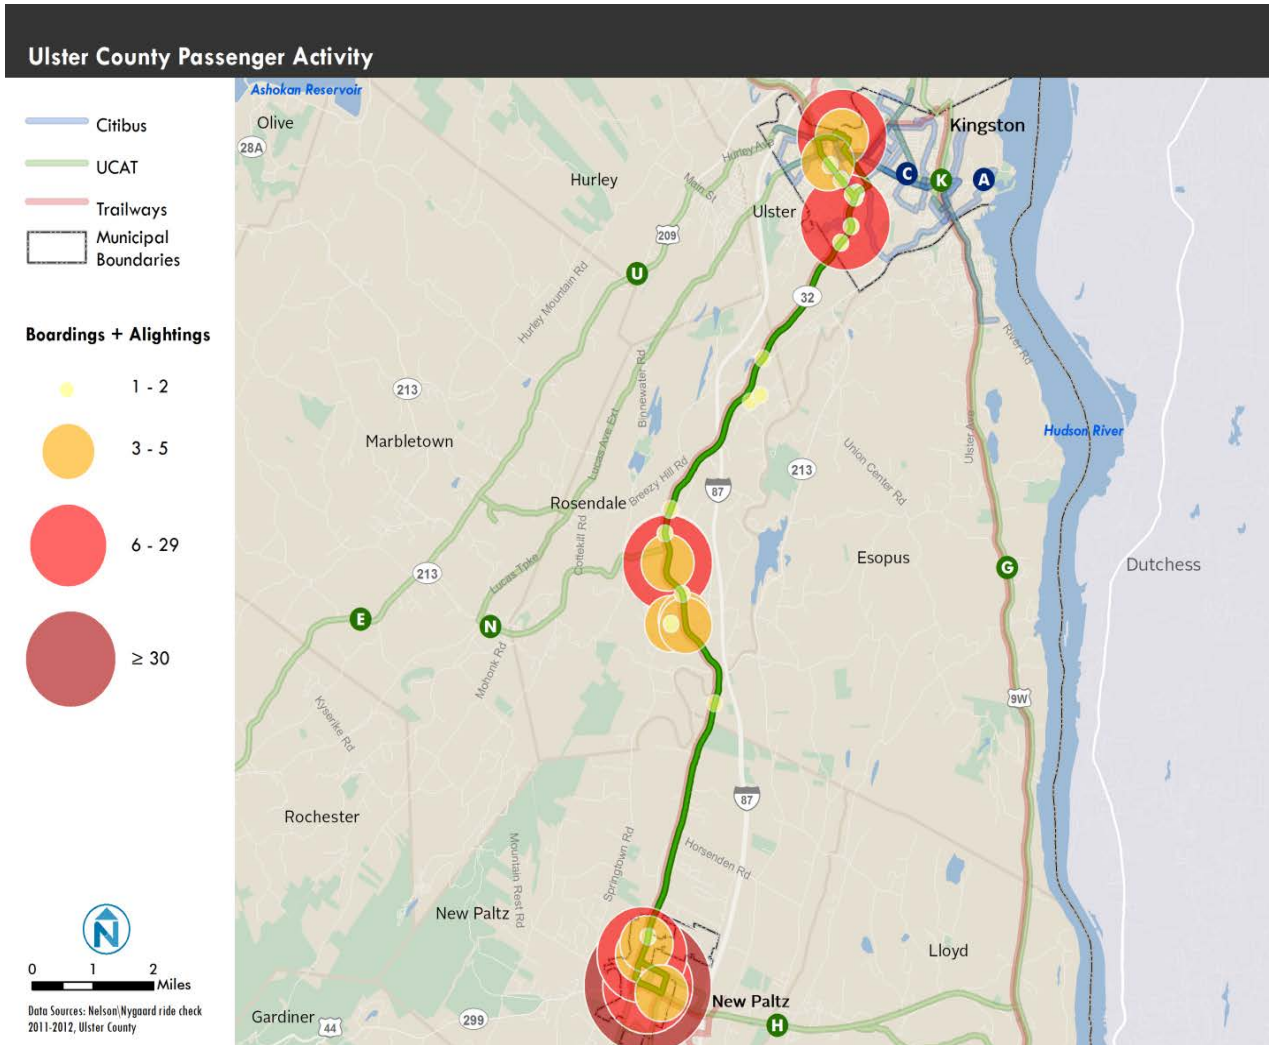 Ulster County Passenger Activity
Citibus
UCAT
Trailways
Municipal
Boundaries
Boardings + Alightings
1 - 2
3 - 5
6 - 29
≥ 30
N
0 1 2
Miles
Data Sources: Nelson\Nygaard ride check
2011-2012, Ulster County
Ashokan Reservoir
Olive
28A
Kingston
Hurley Ave
Hurley
Main St
C
K
A
Ulster
209
U
32
Hurley Mountain Rd
River Rd
Binnewater Rd
213
Marbletown
Lucas Ave Ext
Ulster Ave
Hudson River
Union Center Rd
213
Breezy Hill Rd
87
Rosendale
Cottekill Rd
Esopus
Dutchess
G
213
Lucas Tpke
E
N
Mohonk Rd
9W
Kyserike Rd
87
Rochester
Springtown Rd
Horsenden Rd
Mountain Rest Rd
New Paltz
Lloyd
New Paltz
Gardiner
44
299
H